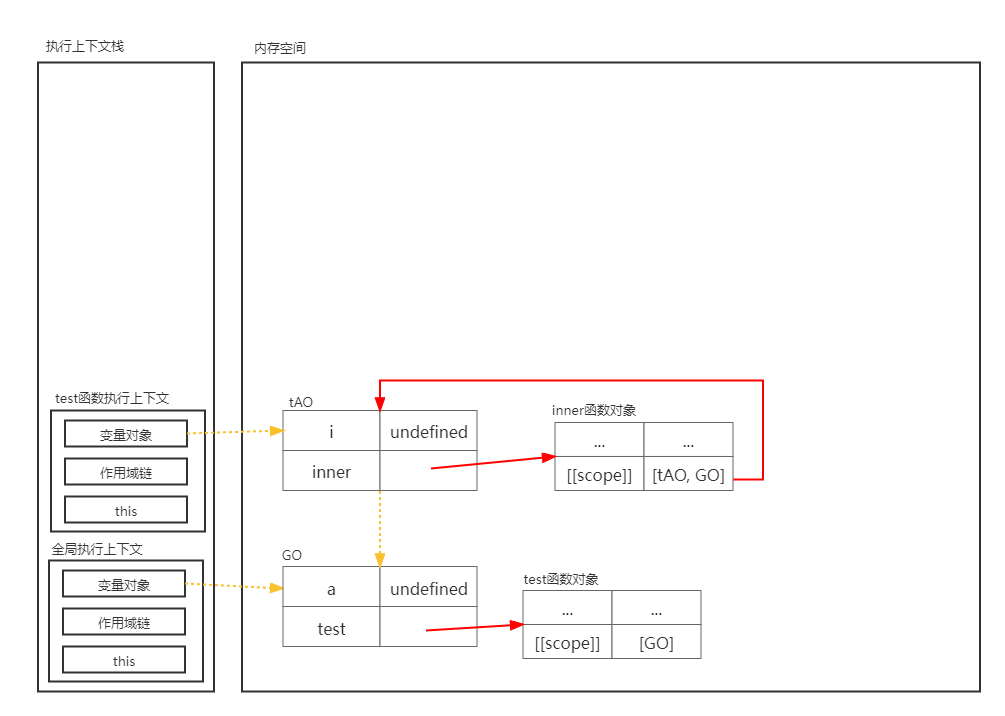 执行上下文栈
内存空间
test函数执行上下文
变量对象
作用域链
this
全局执行上下文
变量对象
作用域链
this
tAO
i undefined
inner
inner函数对象
... ...
[[scope]] [tAO, GO]
GO
a undefined
test
test函数对象
... ...
[[scope]] [GO]